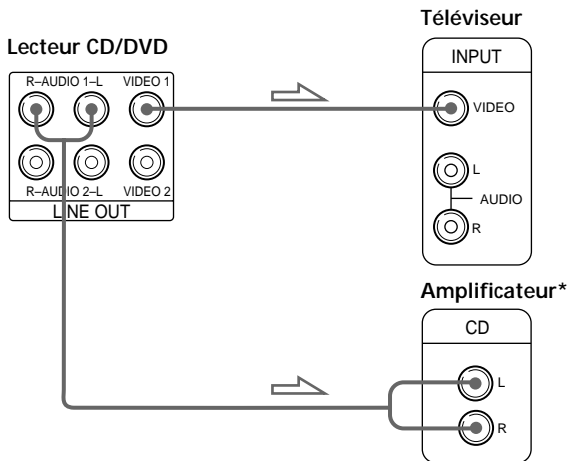 Téléviseur
Lecteur CD/DVD
INPUT
R–AUDIO 1–L VIDEO 1
VIDEO
L
AUDIO
R
R–AUDIO 2–L VIDEO 2
LINE OUT
Amplificateur*
CD
L
R